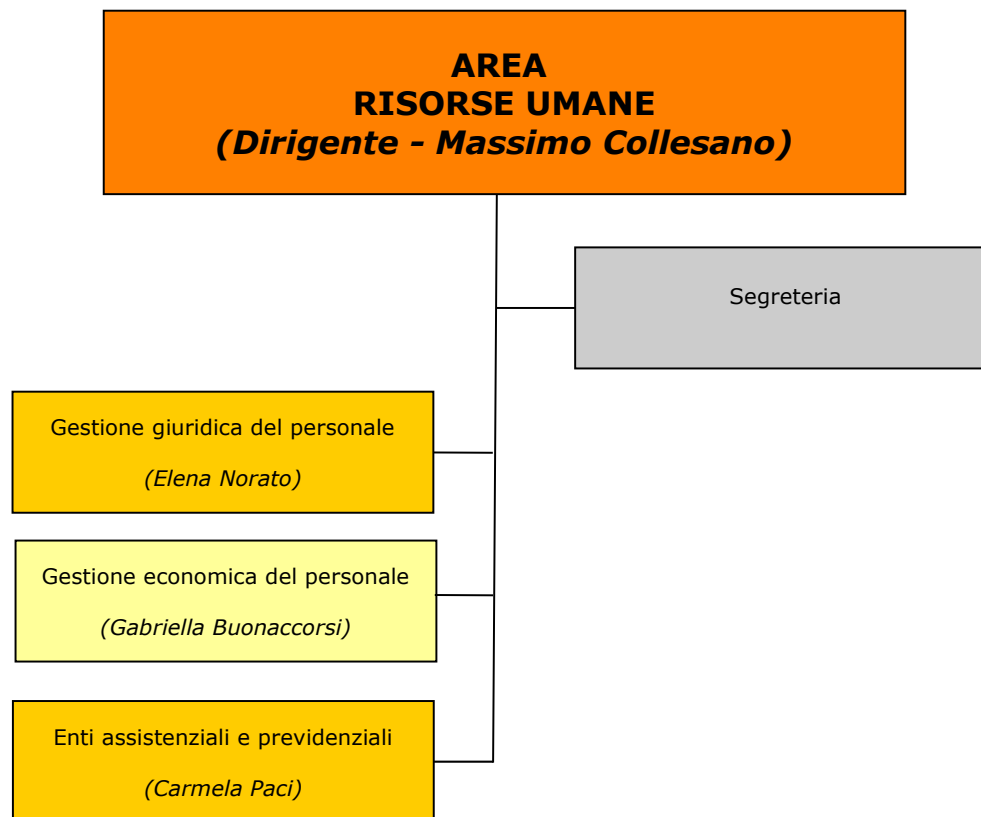 AREA
RISORSE UMANE
(Dirigente - Massimo Collesano)
Segreteria
Gestione giuridica del personale
(Elena Norato)
Gestione economica del personale
(Gabriella Buonaccorsi)
Enti assistenziali e previdenziali
(Carmela Paci)